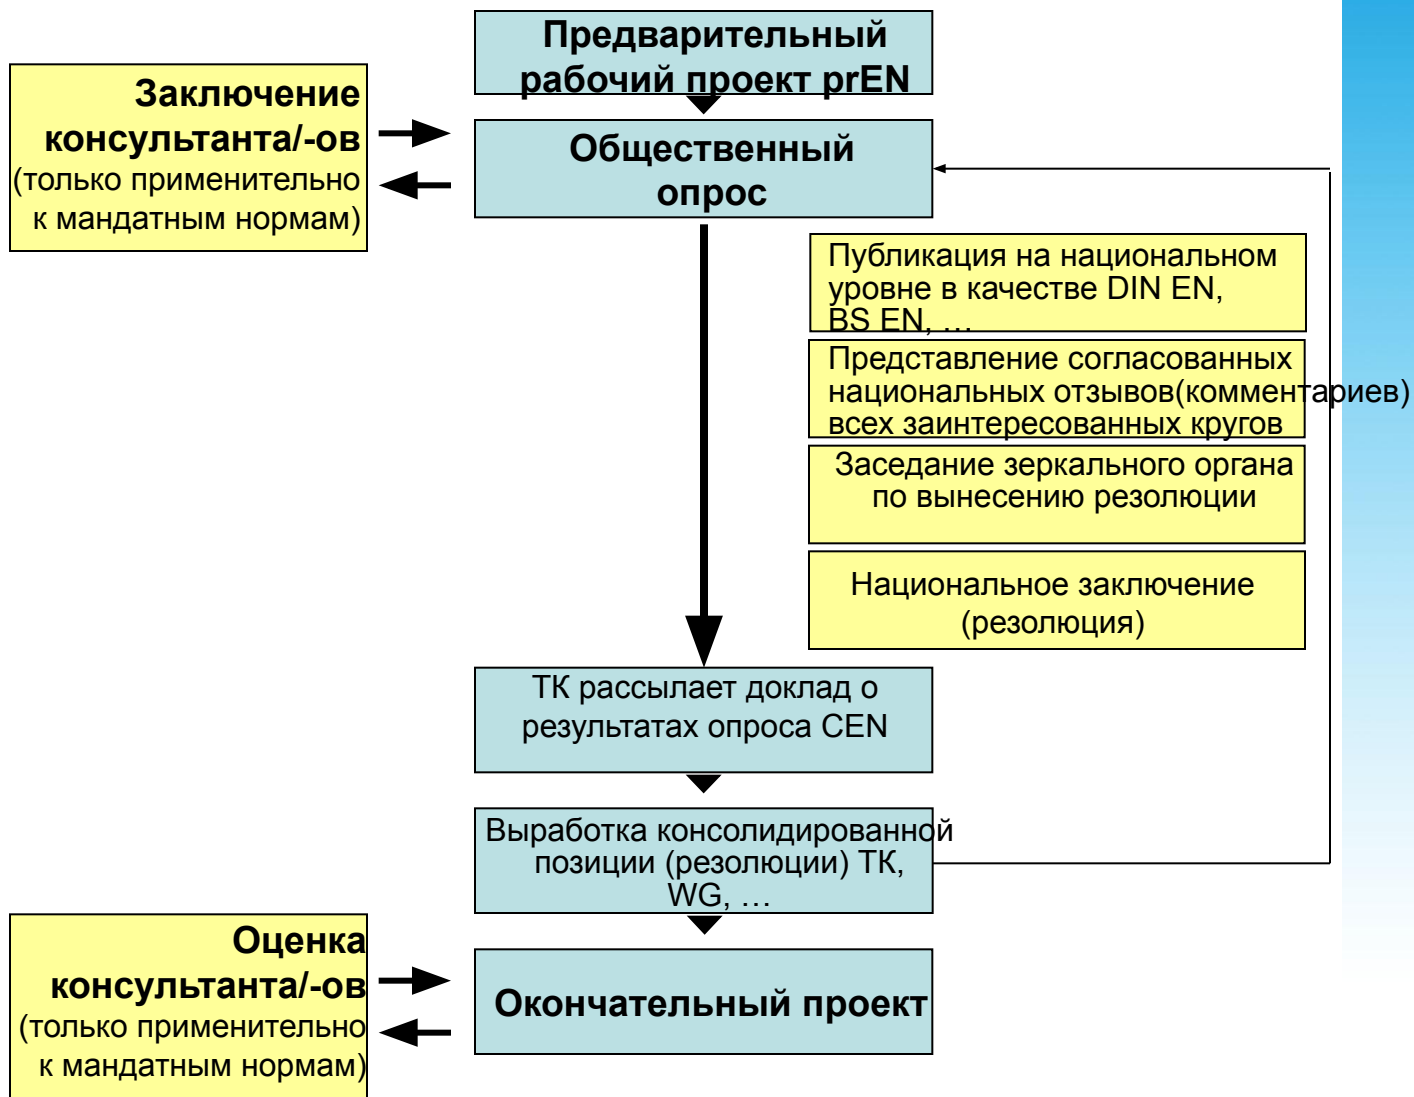 Предварительный
рабочий проект prEN
Заключение
консультанта/-ов
(только применительно
к мандатным нормам)
Общественный
опрос
Публикация на национальном
уровне в качестве DIN EN,
BS EN, …
Представление согласованных
национальных отзывов(комментариев)
всех заинтересованных кругов
Заседание зеркального органа
по вынесению резолюции
Национальное заключение
(резолюция)
ТК рассылает доклад о
результатах опроса CEN
Выработка консолидированной
позиции (резолюции) ТК,
WG, …
Оценка
консультанта/-ов
(только применительно
к мандатным нормам)
Окончательный проект